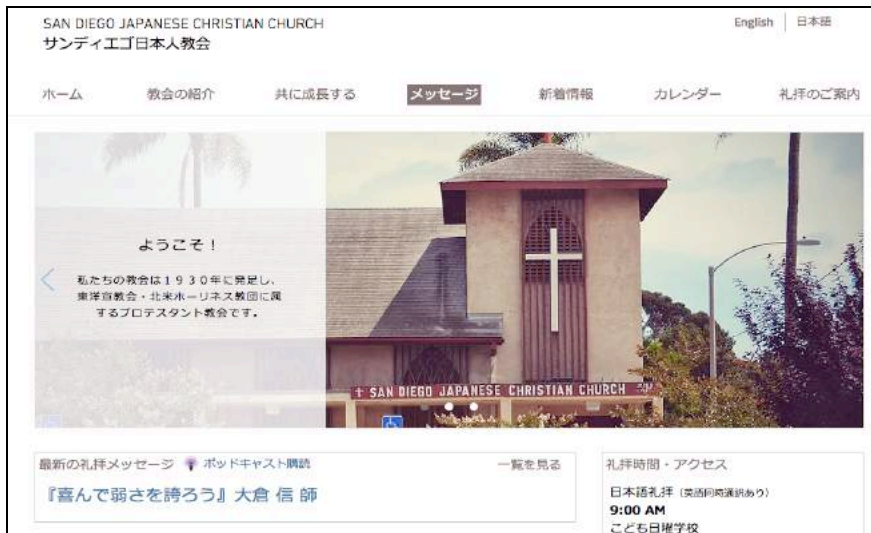 SAN DIEGO JAPANESE CHRISTIAN CHURCH
サンディエゴ日本人教会
English 日本語
ホーム 教会の紹介 共に成長する メッセージ 新着情報 カレンダー 礼拝のご案内
ようこそ！
私たちの教会は１９３０年に発足し、
東洋宣教会・北米ホーリネス教団に属
するプロテスタント教会です。
SAN DIEGO JAPANESE CHRISTIAN CHURCH
最新の礼拝メッセージ ポッドキャスト購読 一覧を見る
『喜んで弱さを誇ろう』大倉 信 師
礼拝時間・アクセス
日本語礼拝（英語同時通訳あり）
9:00 AM
こども日曜学校